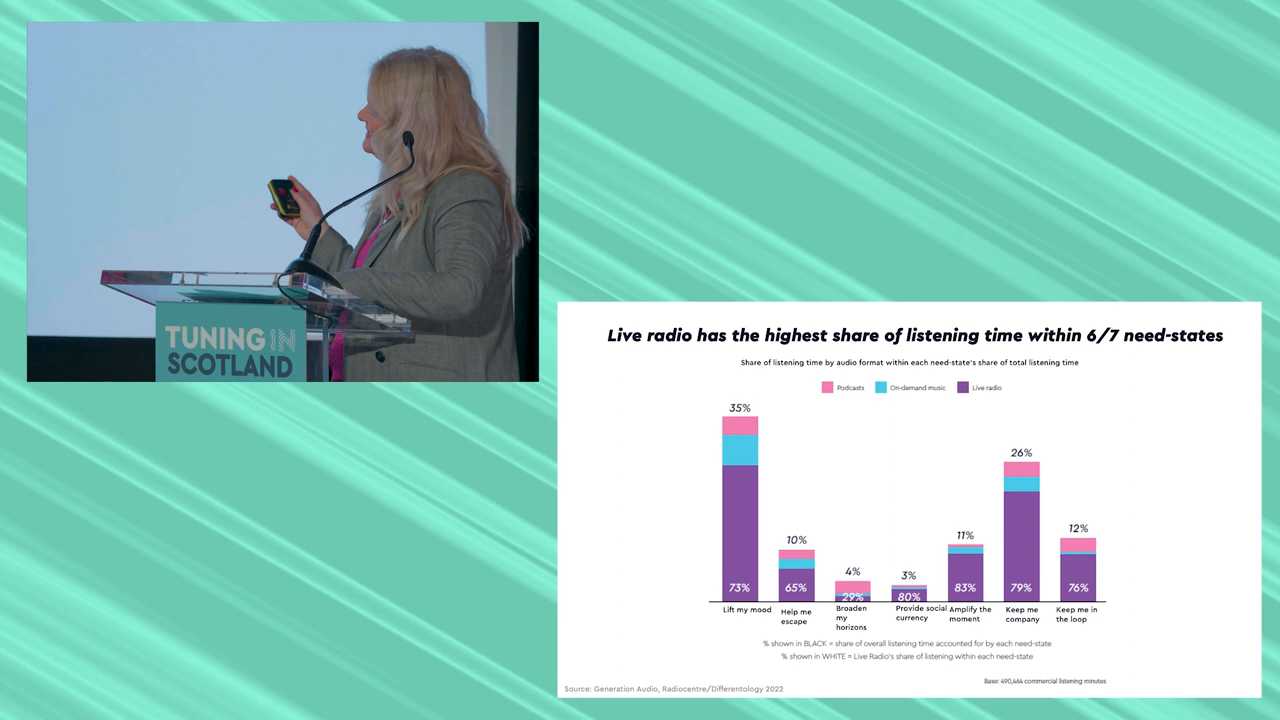 TUNING IN
SCOTLAND
Live radio has the highest share of listening time within 6/7 need-states
Share of listening time by audio format within each need-state's share of total listening time
Podcasts On-demand music Live radio
35%
26%
12%
11%
10%
4%
3%
73% 65% 29% 80% 83% 79% 76%
Lift my mood
Help me
escape
Broaden
my
horizons
Provide social
currency
Amplify the
moment
Keep me
company
Keep me in
the loop
% shown in BLACK = share of overall listening time accounted for by each need-state
% shown in WHITE = Live Radio's share of listening within each need-state
Base: 490,464 commercial listening minutes
Source: Generation Audio, Radiocentre/Differentology 2022